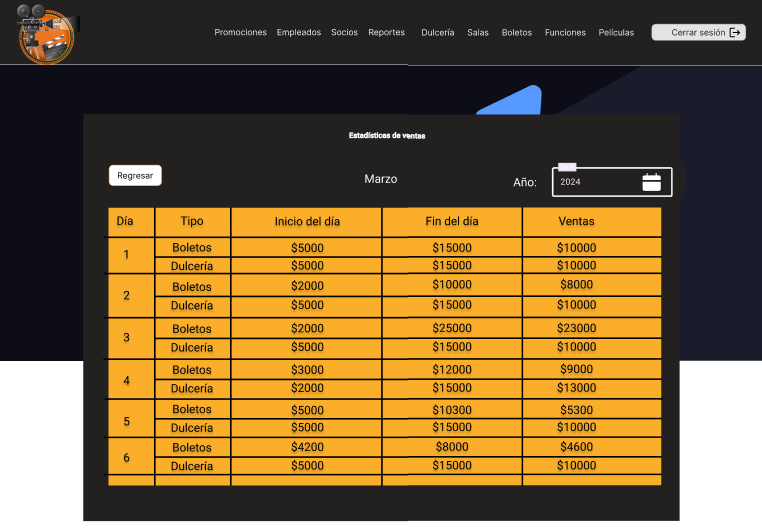 Promociones Empleados Socios Reportes Dulcería Salas Boletos Funciones Películas Cerrar sesión
Estadísticas de ventas
Regresar
Marzo
Año:
2024
Día Tipo Inicio del día Fin del día Ventas
1
Boletos $5000 $15000 $10000
Dulcería $5000 $15000 $10000
2
Boletos $2000 $10000 $8000
Dulcería $5000 $15000 $10000
3
Boletos $2000 $25000 $23000
Dulcería $5000 $15000 $10000
4
Boletos $3000 $12000 $9000
Dulcería $2000 $15000 $13000
5
Boletos $5000 $10300 $5300
Dulcería $5000 $15000 $10000
6
Boletos $4200 $8000 $4600
Dulcería $5000 $15000 $10000